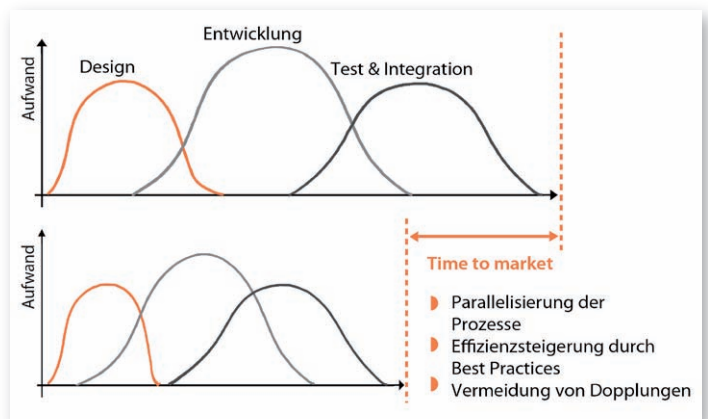 Entwicklung
Design
Test & Integration
Aufwand
Aufwand
Time to market
Parallelisierung der
Prozesse
Effizienzsteigerung durch
Best Practices
Vermeidung von Dopplungen